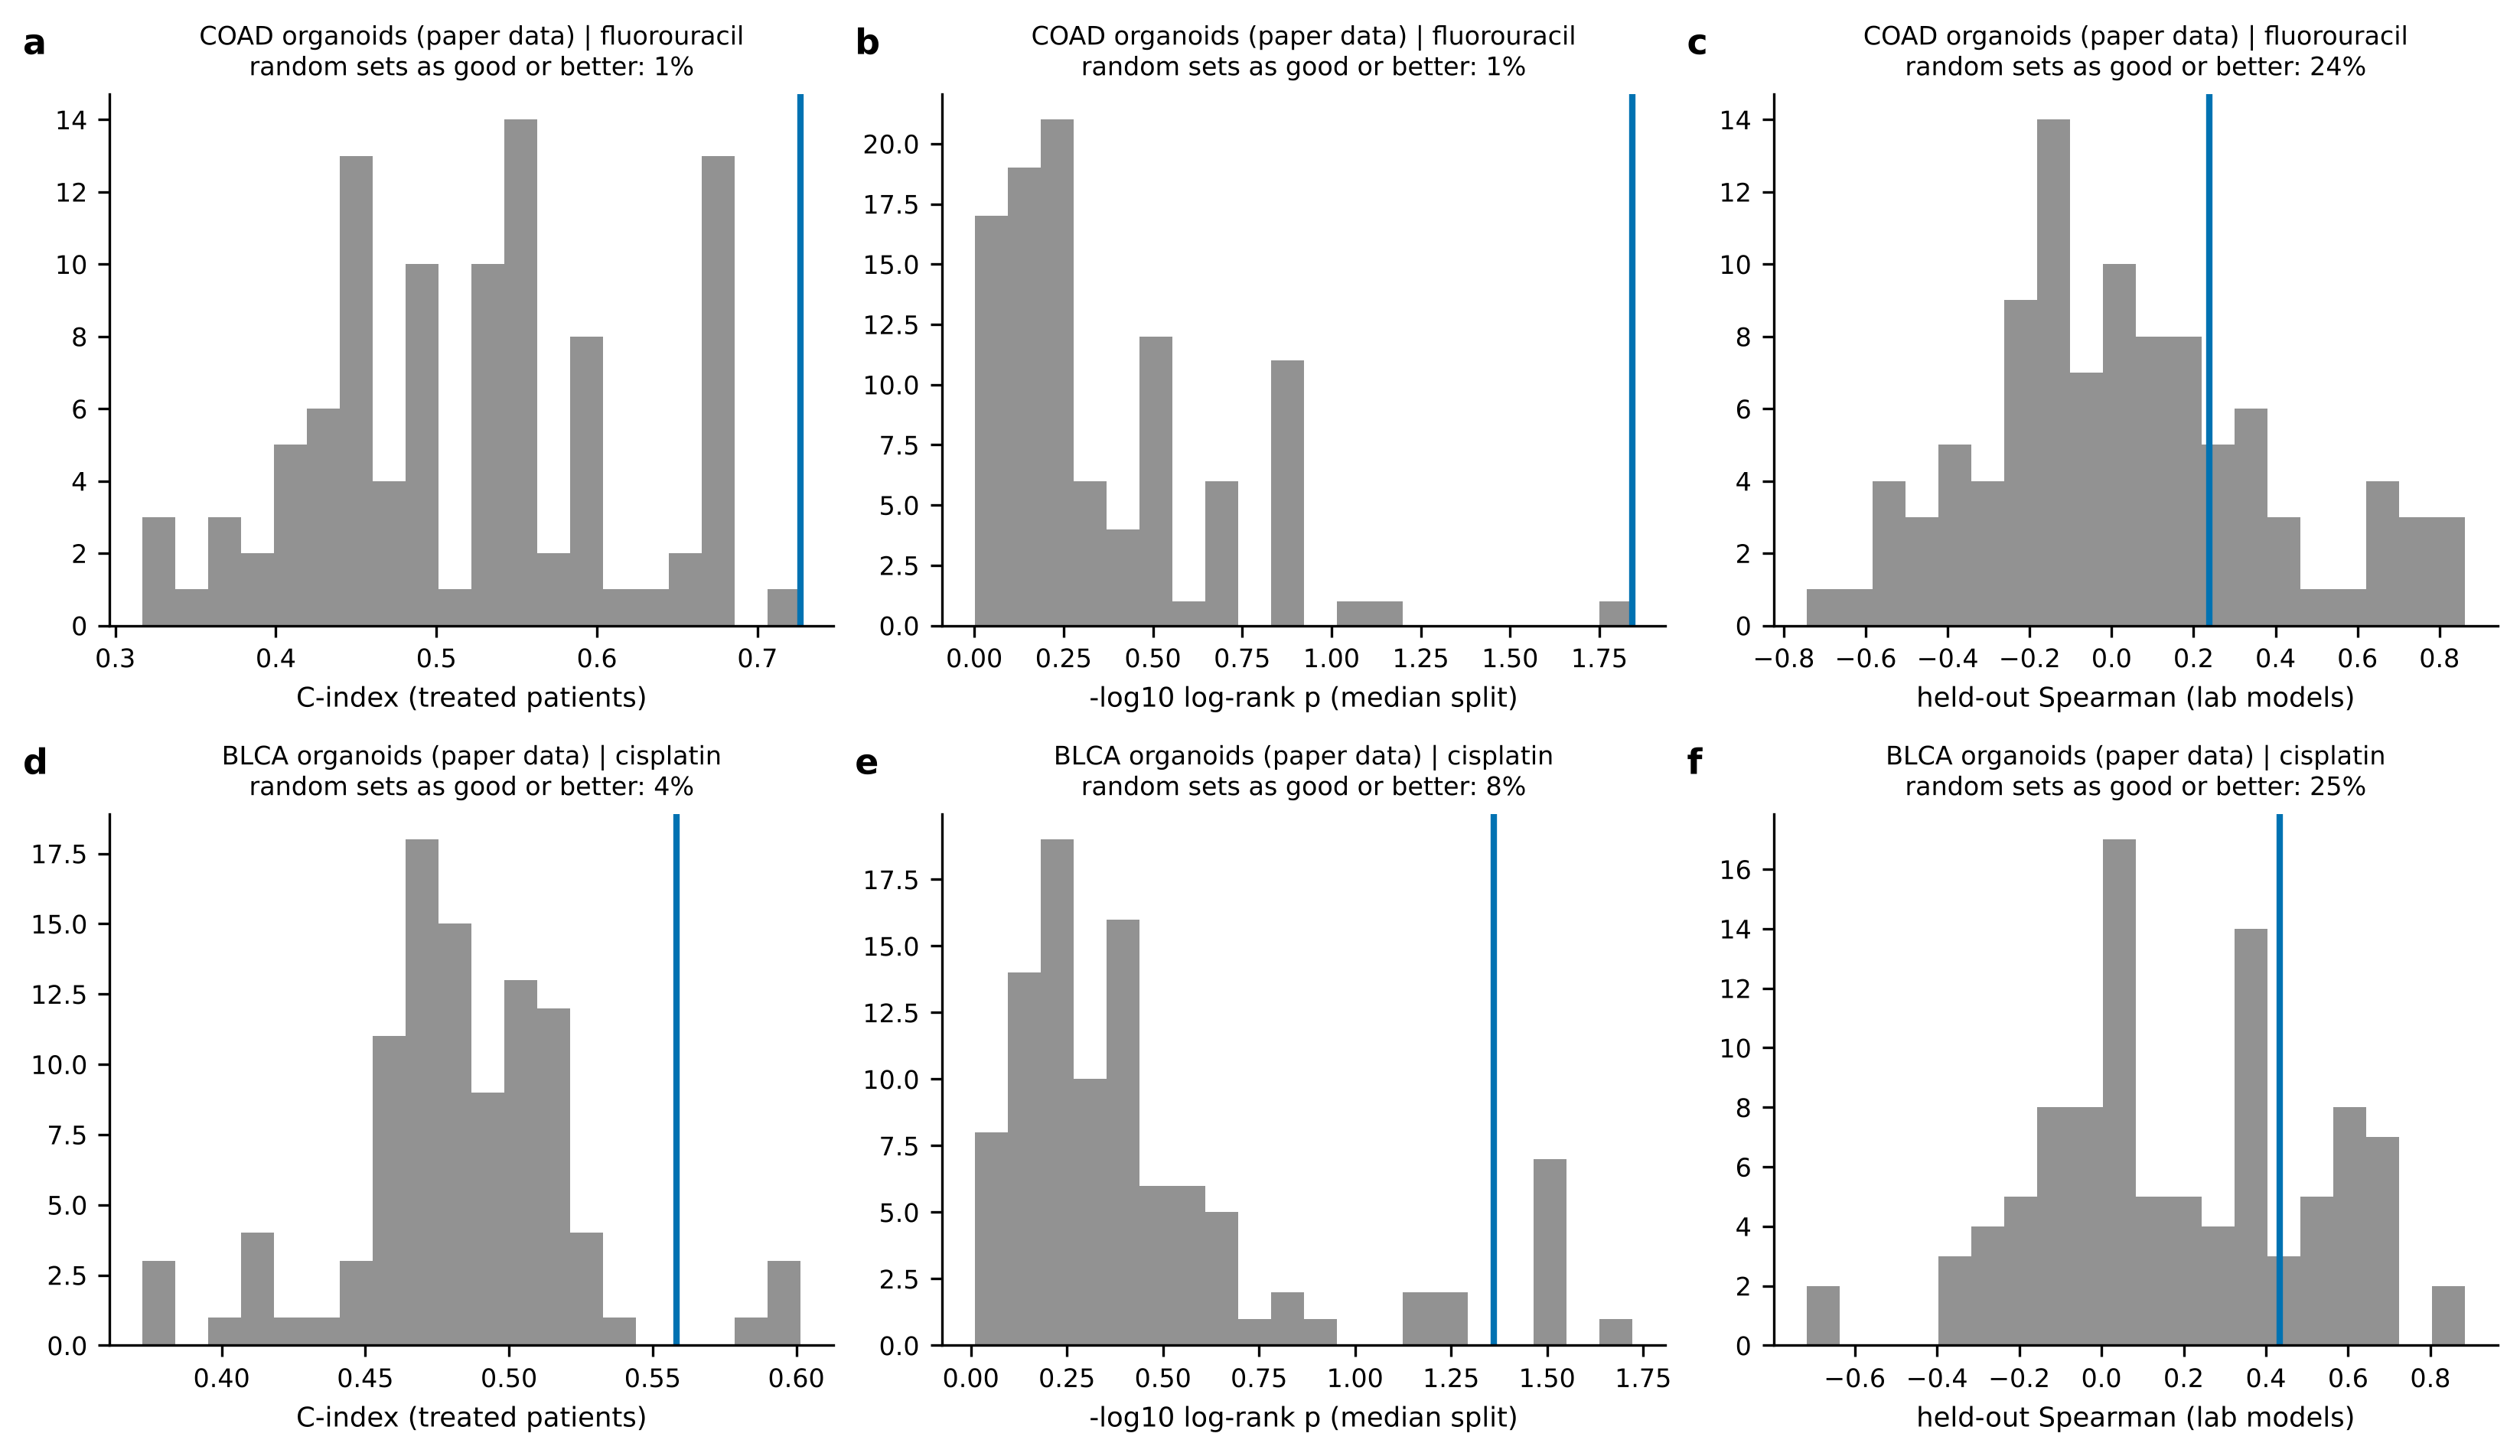 a
COAD organoids (paper data) | fluorouracil
random sets as good or better: 1%
14
12
10
8
6
4
2
0
0.3 0.4 0.5 0.6 0.7
C-index (treated patients)
b
COAD organoids (paper data) | fluorouracil
random sets as good or better: 1%
20.0
17.5
15.0
12.5
10.0
7.5
5.0
2.5
0.0
0.00 0.25 0.50 0.75 1.00 1.25 1.50 1.75
-log10 log-rank p (median split)
c
COAD organoids (paper data) | fluorouracil
random sets as good or better: 24%
14
12
10
8
6
4
2
0
−0.8 −0.6 −0.4 −0.2 0.0 0.2 0.4 0.6 0.8
held-out Spearman (lab models)
d
BLCA organoids (paper data) | cisplatin
random sets as good or better: 4%
17.5
15.0
12.5
10.0
7.5
5.0
2.5
0.0
0.40 0.45 0.50 0.55 0.60
C-index (treated patients)
e
BLCA organoids (paper data) | cisplatin
random sets as good or better: 8%
17.5
15.0
12.5
10.0
7.5
5.0
2.5
0.0
0.00 0.25 0.50 0.75 1.00 1.25 1.50 1.75
-log10 log-rank p (median split)
f
BLCA organoids (paper data) | cisplatin
random sets as good or better: 25%
16
14
12
10
8
6
4
2
0
−0.6 −0.4 −0.2 0.0 0.2 0.4 0.6 0.8
held-out Spearman (lab models)